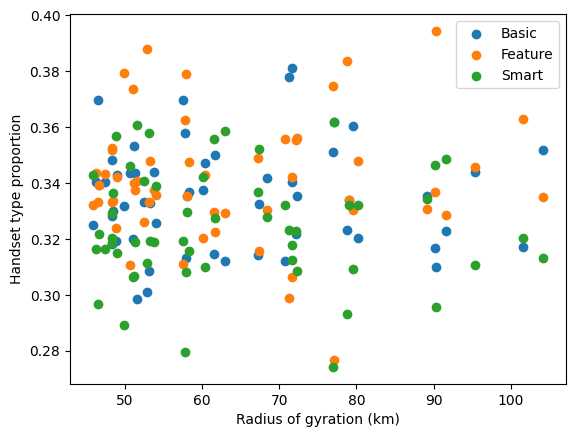 0.40
0.38
0.36
0.34
0.32
0.30
0.28
Handset type proportion
Basic
Feature
Smart
50
60
70
80
90
100
Radius of gyration (km)